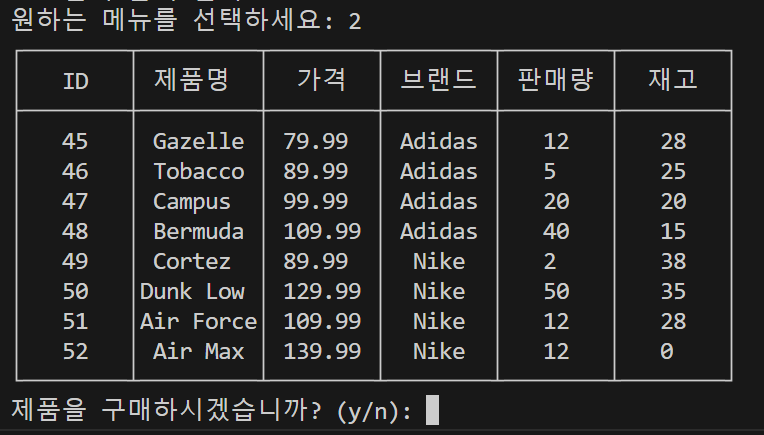 원하는 메뉴를 선택하세요: 2
ID 제품명 가격 브랜드 판매량 재고
45 Gazelle 79.99 Adidas 12 28
46 Tobacco 89.99 Adidas 5 25
47 Campus 99.99 Adidas 20 20
48 Bermuda 109.99 Adidas 40 15
49 Cortez 89.99 Nike 2 38
50 Dunk Low 129.99 Nike 50 35
51 Air Force 109.99 Nike 12 28
52 Air Max 139.99 Nike 12 0
제품을 구매하시겠습니까? (y/n):